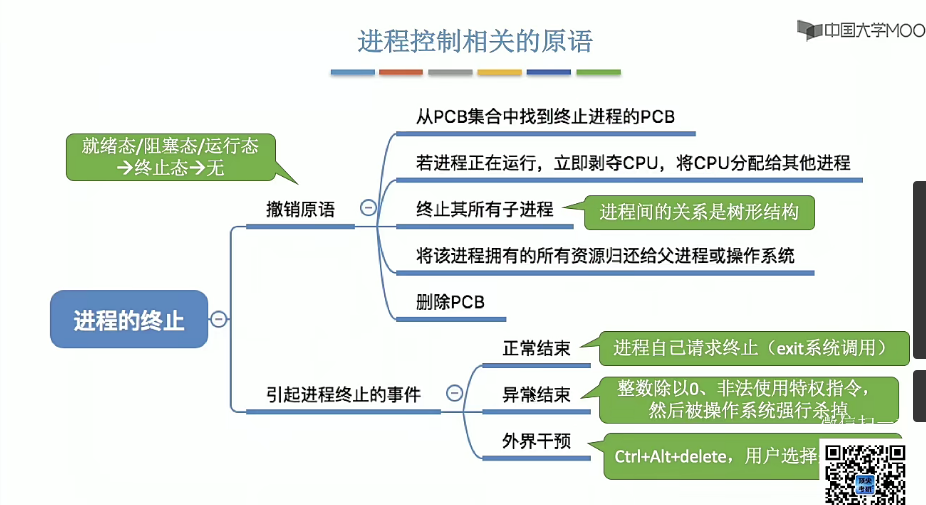 进程控制相关的原语
中国大学MOO
就绪态/阻塞态/运行态
→终止态→无
撤销原语
从PCB集合中找到终止进程的PCB
若进程正在运行，立即剥夺CPU，将CPU分配给其他进程
终止其所有子进程
进程间的关系是树形结构
将该进程拥有的所有资源归还给父进程或操作系统
删除PCB
进程的终止
引起进程终止的事件
正常结束
进程自己请求终止（exit系统调用）
异常结束
整数除以0、非法使用特权指令，
然后被操作系统强行杀掉
外界干预
Ctrl+Alt+delete，用户选择
微信扫一